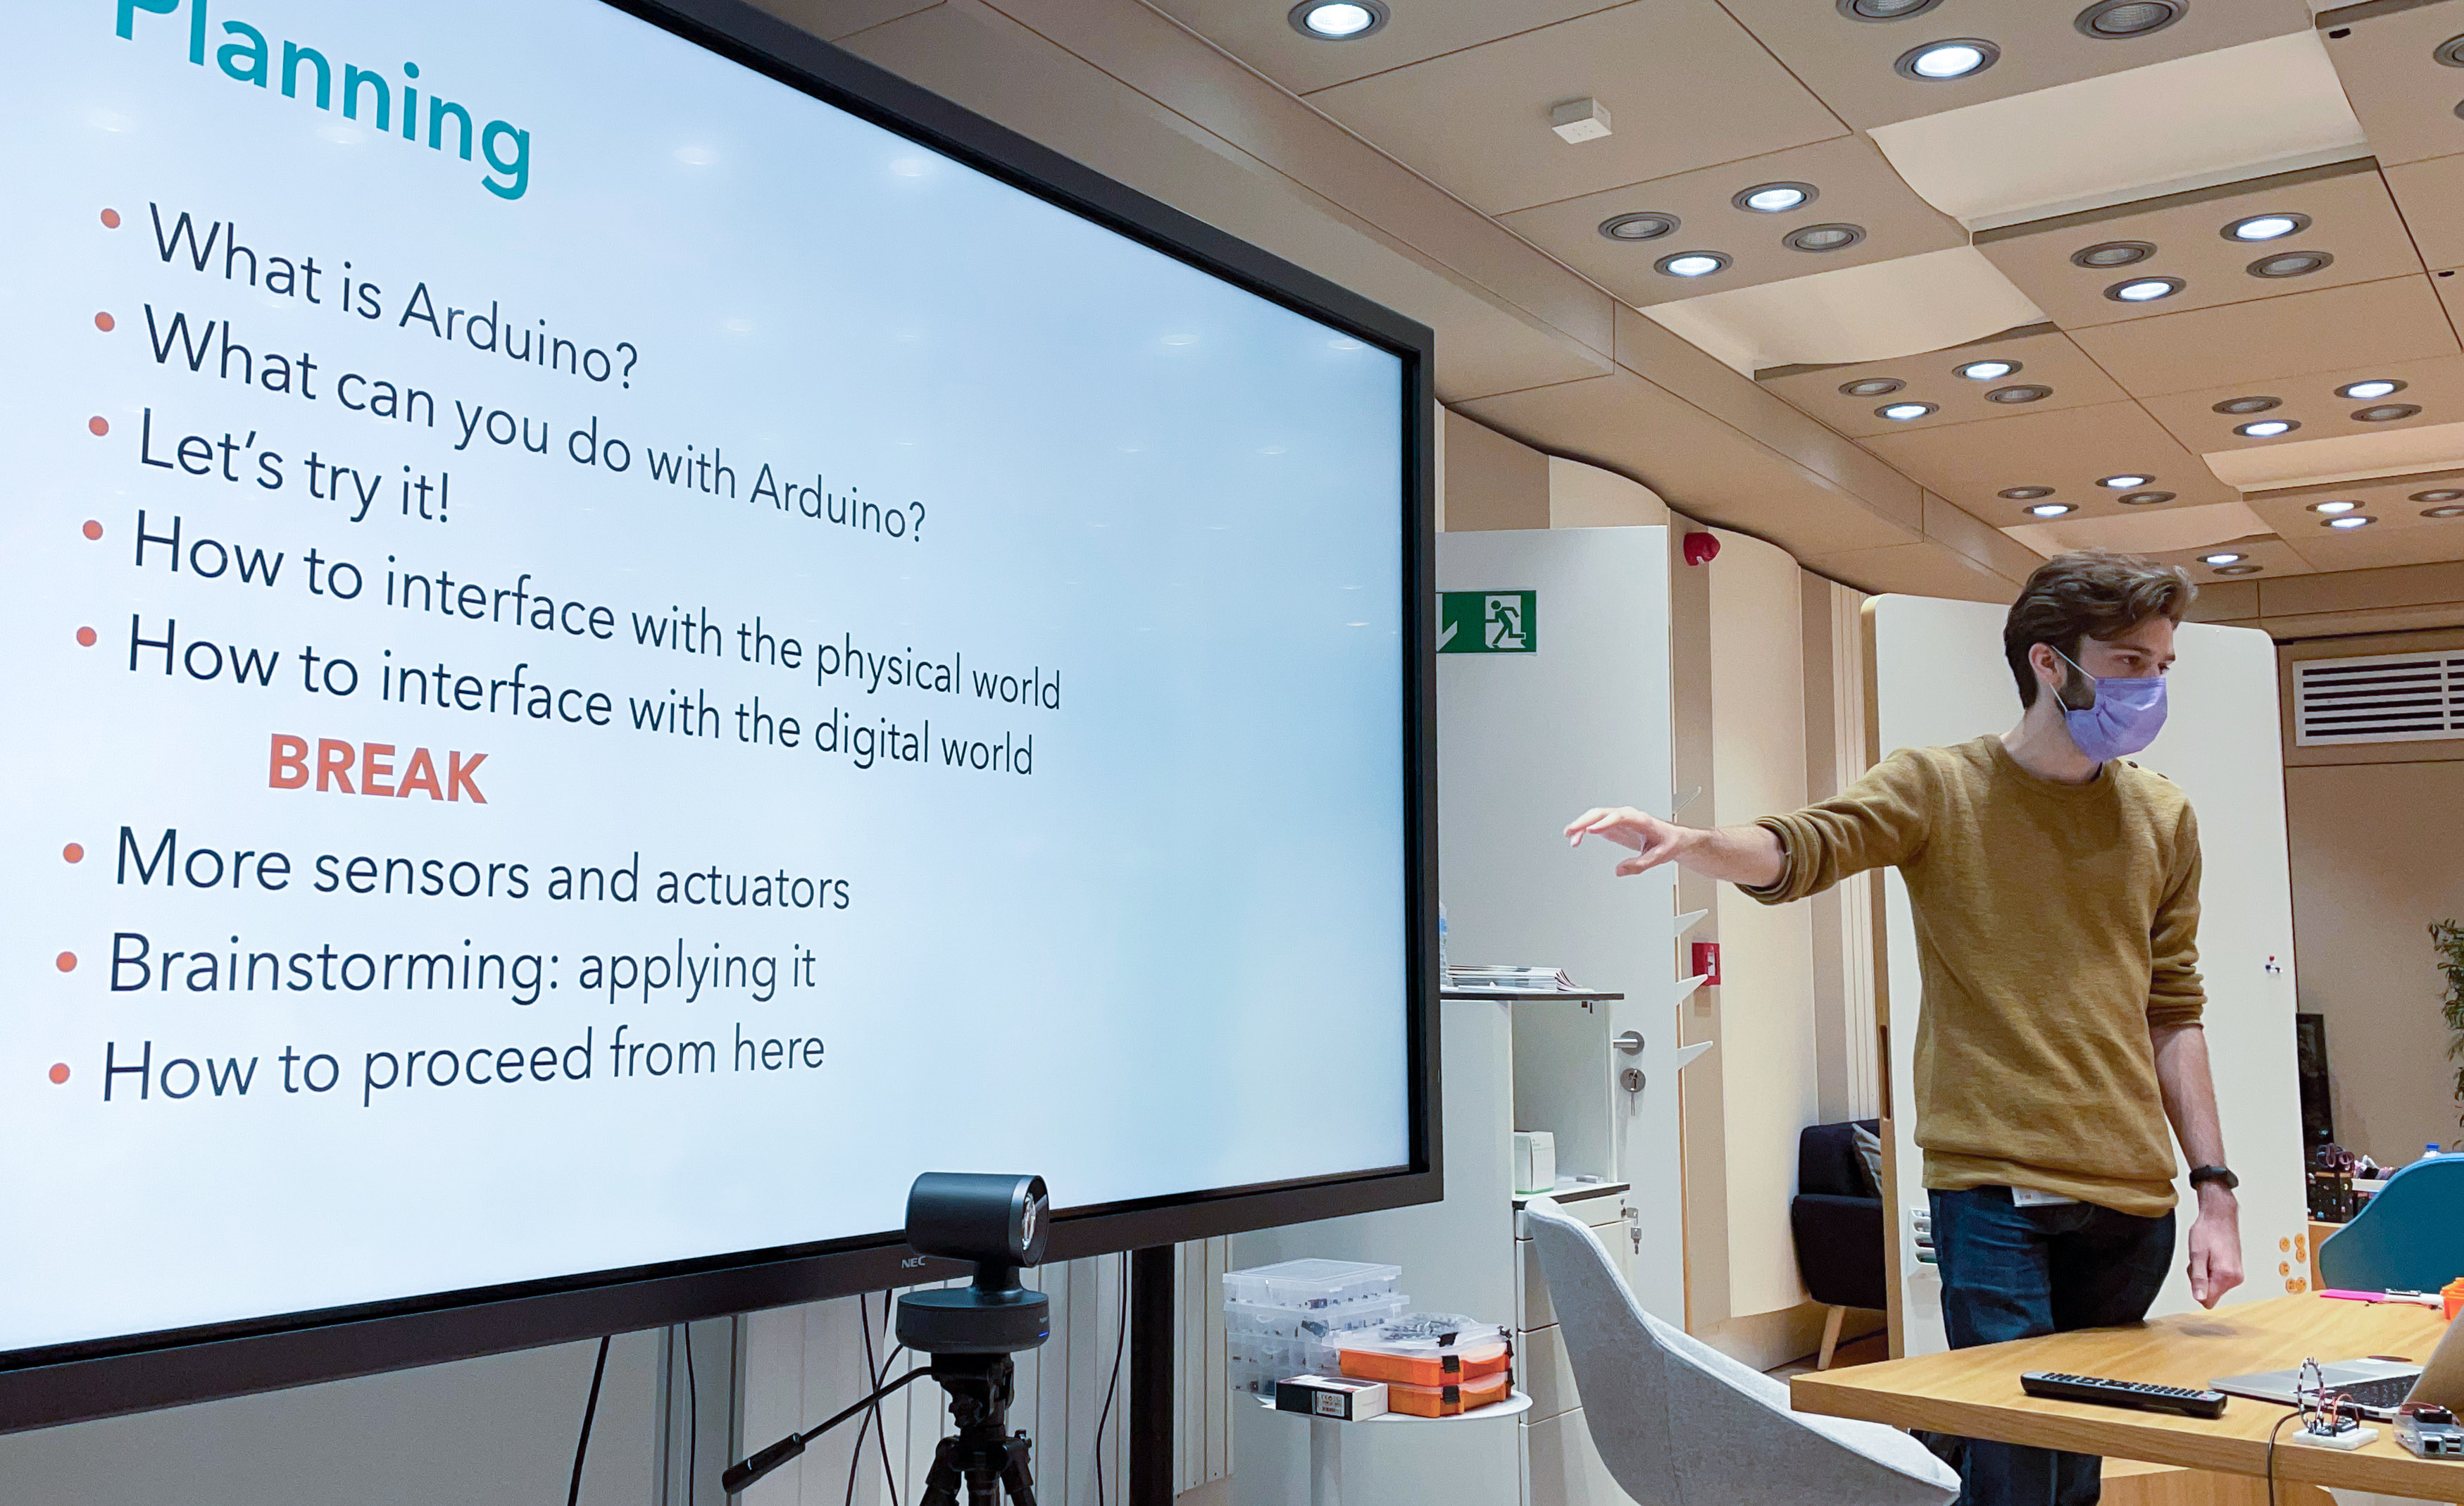 Planning
• What is Arduino?
• What can you do with Arduino?
• Let's try it!
• How to interface with the physical world
• How to interface with the digital world
BREAK
• More sensors and actuators
• Brainstorming: applying it
• How to proceed from here
NEC